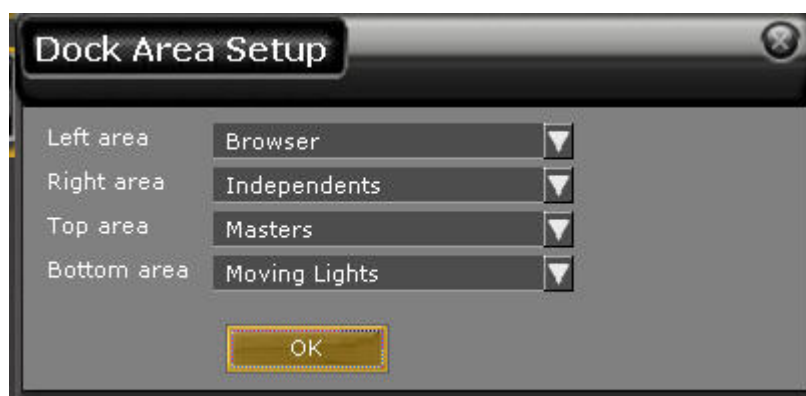 Dock Area Setup
Left area Browser
Right area Independents
Top area Masters
Bottom area Moving Lights
OK